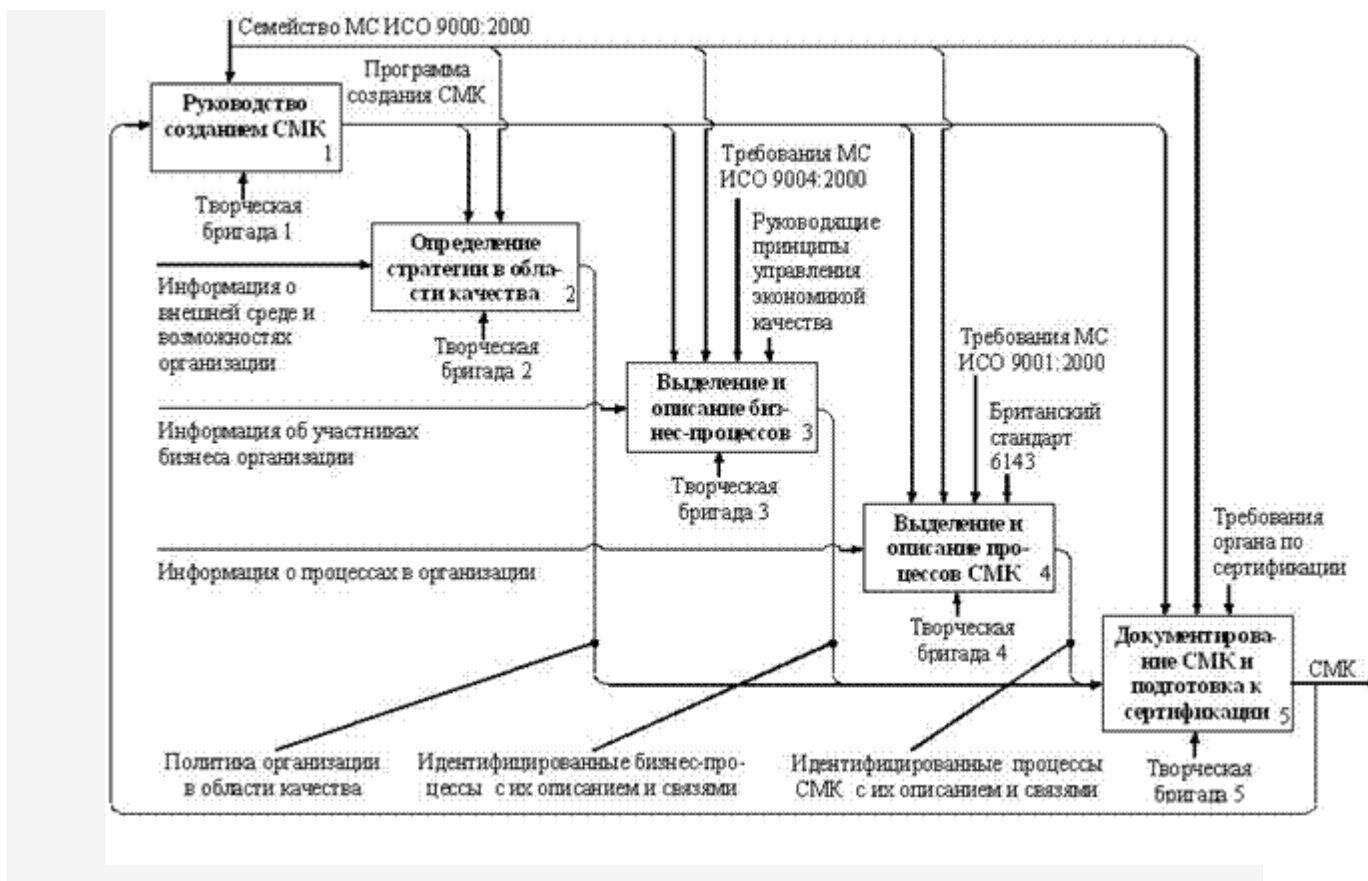 Семейство МС ИСО 9000:2000
Программа
создания СМК
Руководство
созданием СМК
1
Творческая
бригада 1
Требования МС
ИСО 9004:2000
Руководящие
принципы
управления
экономикой
качества
Определение
стратегии в обла-
сти качества
2
Информация о
внешней среде и
возможностях
организации
Творческая
бригада 2
Требования МС
ИСО 9001:2000
Британский
стандарт
6143
Выделение и
описание биз-
нес-процессов
3
Информация об участниках
бизнеса организации
Творческая
бригада 3
Выделение и
описание про-
цессов СМК
4
Требования
органа по
сертификации
Информация о процессах в организации
Творческая
бригада 4
Документирова-
ние СМК и
подготовка к
сертификации
5
СМК
Политика организации
в области качества
Идентифицированные бизнес-про-
цессы с их описанием и связями
Идентифицированные процессы
СМК с их описанием и связями
Творческая
бригада 5